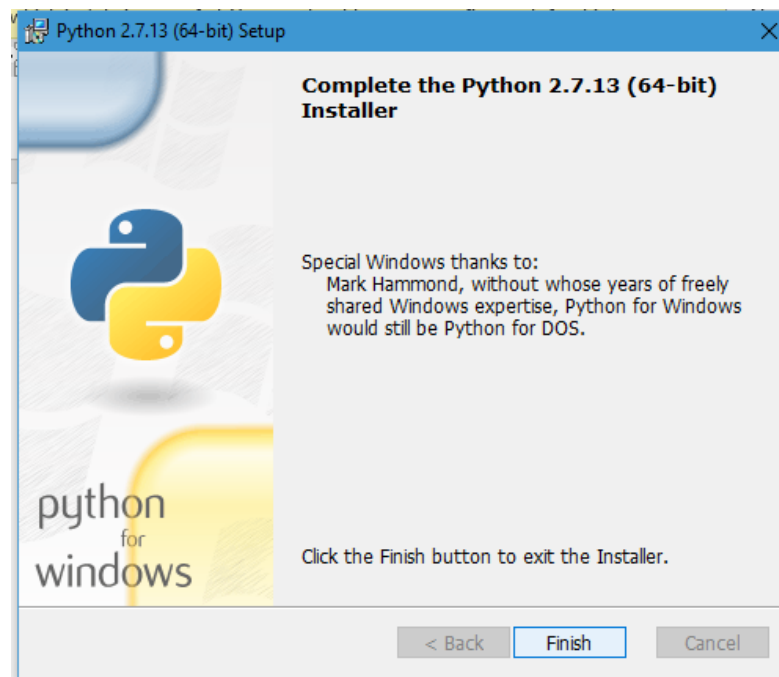 Python 2.7.13 (64-bit) Setup
Complete the Python 2.7.13 (64-bit)
Installer
Special Windows thanks to:
Mark Hammond, without whose years of freely
shared Windows expertise, Python for Windows
would still be Python for DOS.
python
for
windows
Click the Finish button to exit the Installer.
< Back
Finish
Cancel